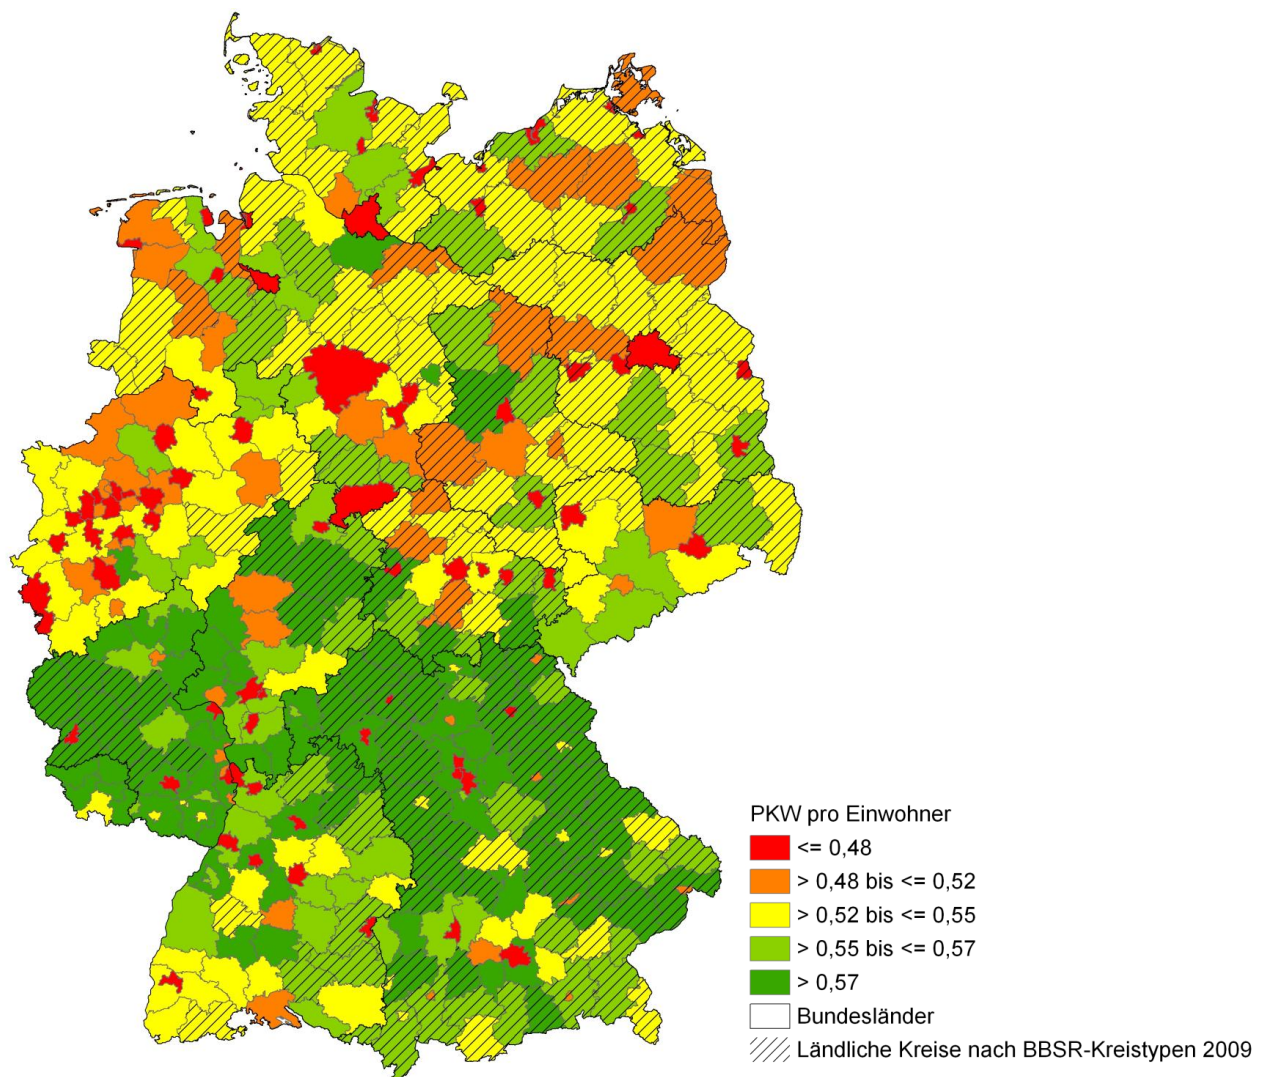 PKW pro Einwohner
<= 0,48
> 0,48 bis <= 0,52
> 0,52 bis <= 0,55
> 0,55 bis <= 0,57
> 0,57
Bundesländer
Ländliche Kreise nach BBSR-Kreistypen 2009